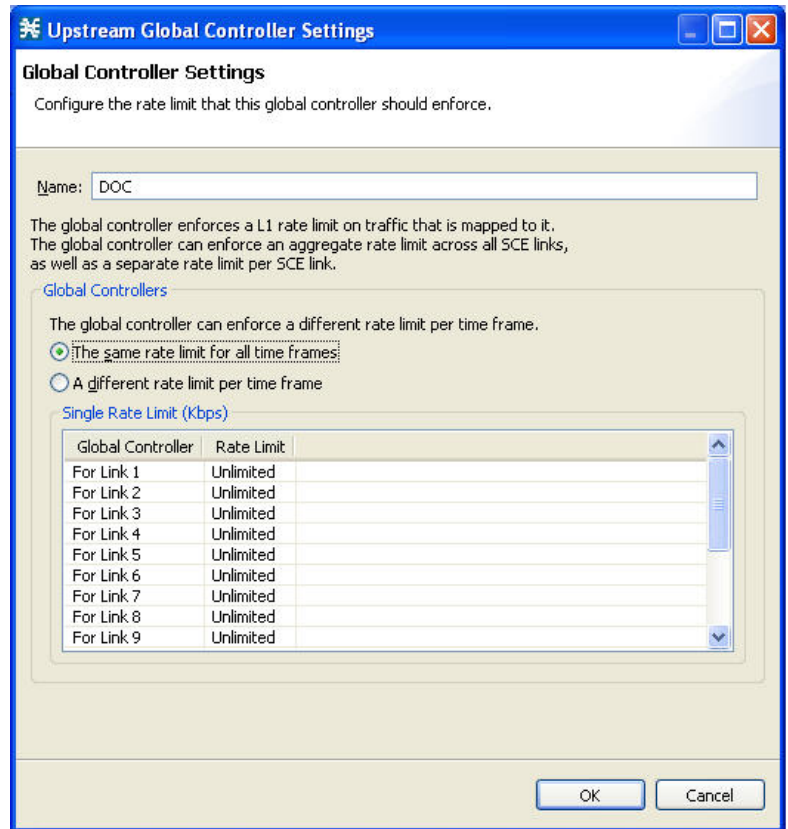 Upstream Global Controller Settings
Global Controller Settings
Configure the rate limit that this global controller should enforce.
Name: DOC
The global controller enforces a L1 rate limit on traffic that is mapped to it.
The global controller can enforce an aggregate rate limit across all SCE links,
as well as a separate rate limit per SCE link.
Global Controllers
The global controller can enforce a different rate limit per time frame.
The same rate limit for all time frames
A different rate limit per time frame
Single Rate Limit (Kbps)
Global Controller Rate Limit
For Link 1 Unlimited
For Link 2 Unlimited
For Link 3 Unlimited
For Link 4 Unlimited
For Link 5 Unlimited
For Link 6 Unlimited
For Link 7 Unlimited
For Link 8 Unlimited
For Link 9 Unlimited
OK Cancel